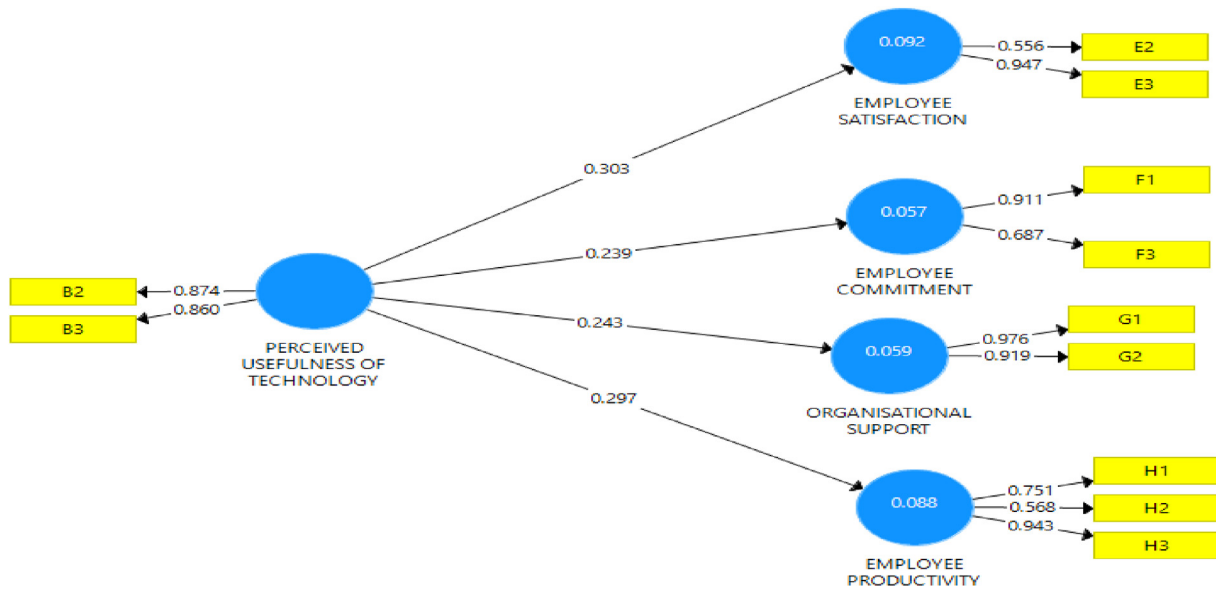 B2
B3
0.874
0.860
PERCEIVED
USEFULNESS OF
TECHNOLOGY
0.303
0.239
0.243
0.297
0.092
EMPLOYEE
SATISFACTION
0.556
0.947
E2
E3
0.057
EMPLOYEE
COMMITMENT
0.911
0.687
F1
F3
0.059
ORGANISATIONAL
SUPPORT
0.976
0.919
G1
G2
0.088
EMPLOYEE
PRODUCTIVITY
0.751
0.568
0.943
H1
H2
H3